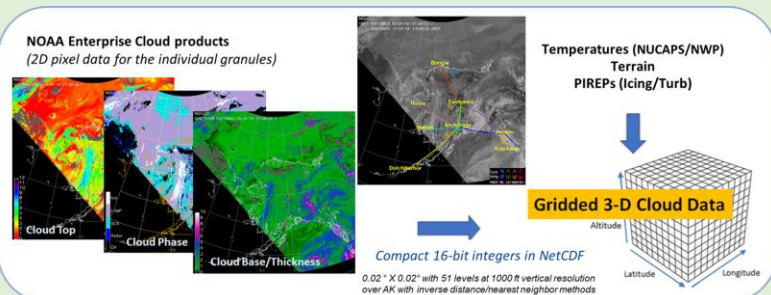 NOAA Enterprise Cloud products
(2D pixel data for the individual granules)
Cloud Top
Cloud Phase
Cloud Base/Thickness
Temperatures (NUCAPS/NWP)
Terrain
PIREPs (Icing/Turb)
Gridded 3-D Cloud Data
Altitude
Latitude
Longitude
Compact 16-bit integers in NetCDF
0.02 ° X 0.02° with 51 levels at 1000 ft vertical resolution
over AK with inverse distance/nearest neighbor methods